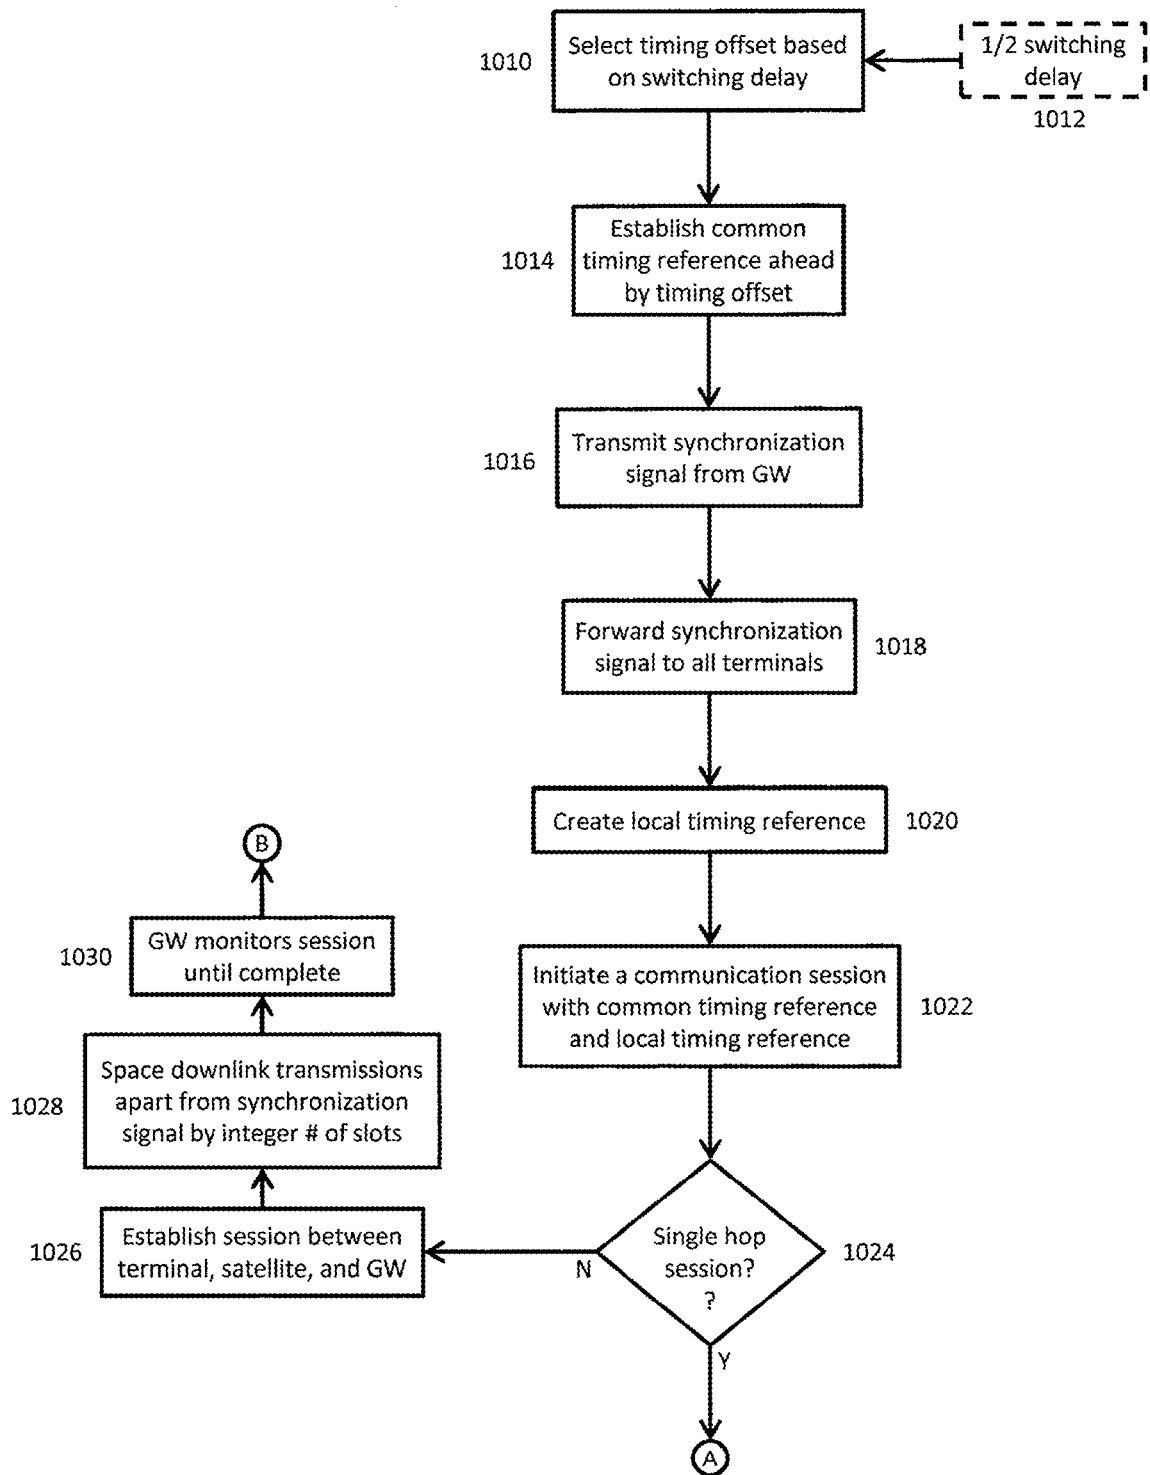 1010
Select timing offset based
on switching delay
1/2 switching
delay
1012
1014
Establish common
timing reference ahead
by timing offset
1016
Transmit synchronization
signal from GW
Forward synchronization
signal to all terminals
1018
Create local timing reference
1020
Initiate a communication session
with common timing reference
and local timing reference
1022
Single hop
session?
?
1024
N
Y
A
1026
Establish session between
terminal, satellite, and GW
1028
Space downlink transmissions
apart from synchronization
signal by integer # of slots
1030
GW monitors session
until complete
B